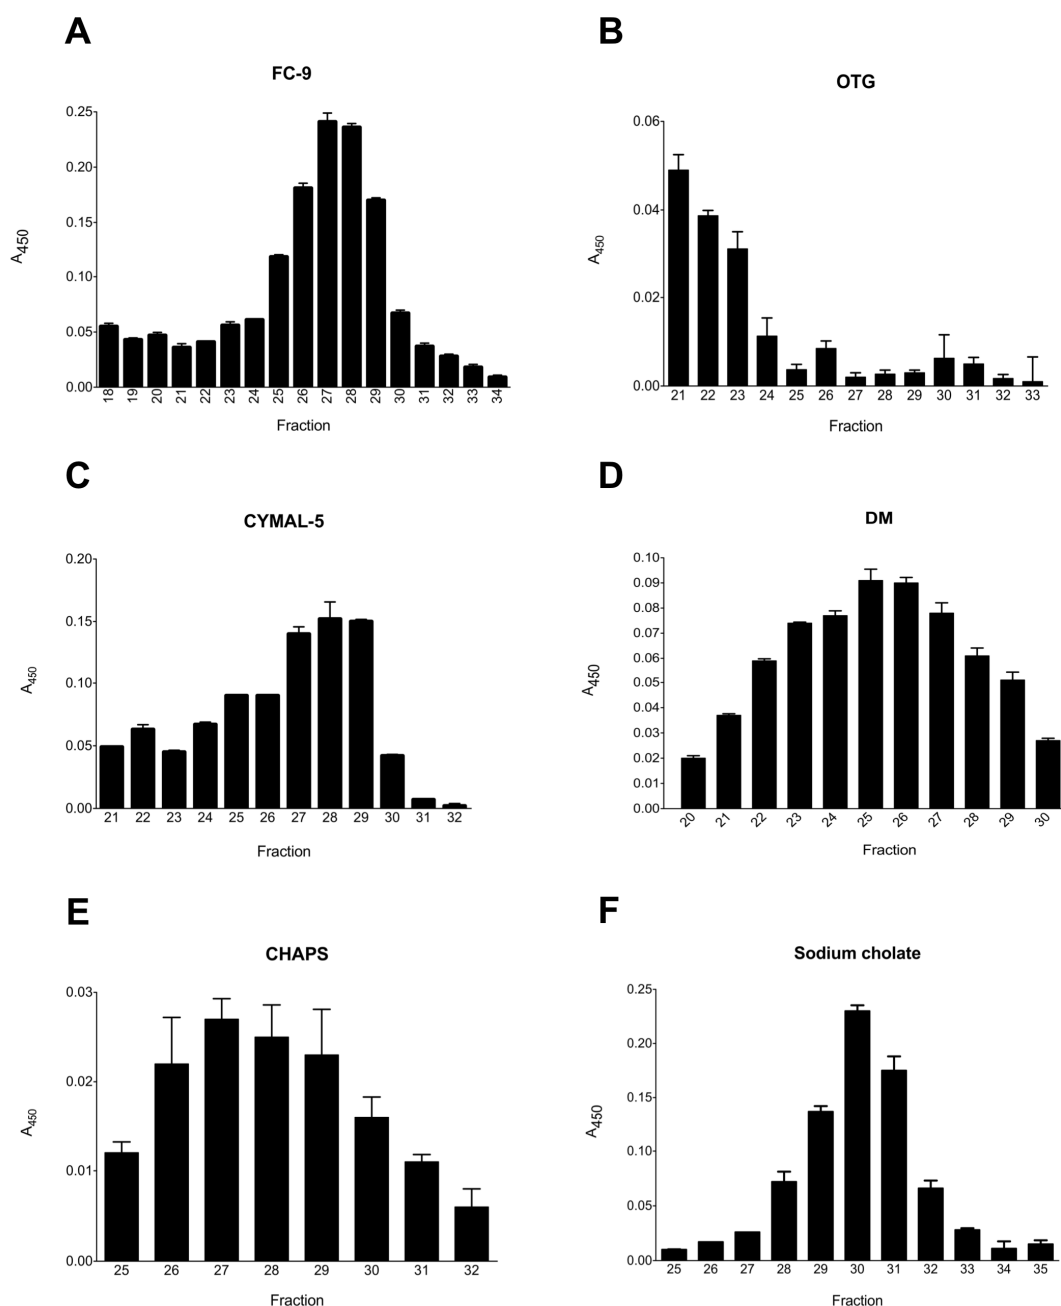 A
FC-9
0.25
0.20
0.15
0.10
0.05
0.00
A450
18 19 20 21 22 23 24 25 26 27 28 29 30 31 32 33 34
Fraction
B
OTG
0.06
0.04
0.02
0.00
A450
21 22 23 24 25 26 27 28 29 30 31 32 33
Fraction
C
CYMAL-5
0.20
0.15
0.10
0.05
0.00
A450
21 22 23 24 25 26 27 28 29 30 31 32
Fraction
D
DM
0.10
0.09
0.08
0.07
0.06
0.05
0.04
0.03
0.02
0.01
0.00
A450
20 21 22 23 24 25 26 27 28 29 30
Fraction
E
CHAPS
0.03
0.02
0.01
0.00
A450
25 26 27 28 29 30 31 32
Fraction
F
Sodium cholate
0.25
0.20
0.15
0.10
0.05
0.00
A450
25 26 27 28 29 30 31 32 33 34 35
Fraction